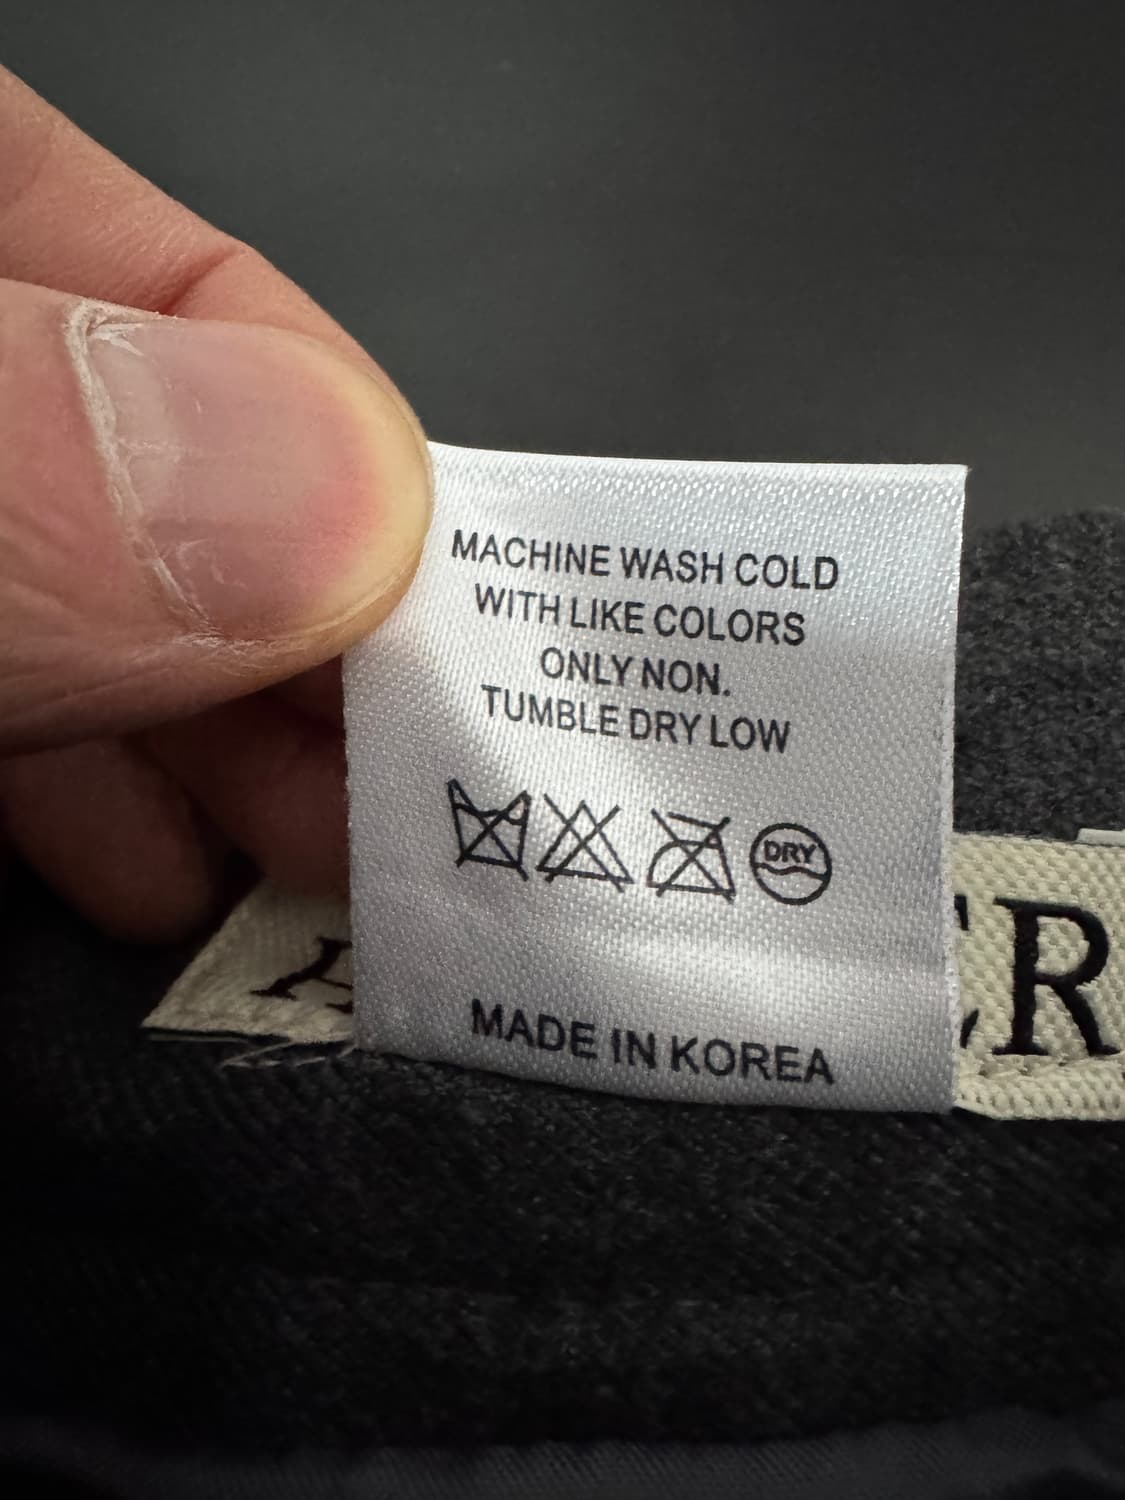 MACHINE WASH COLD
WITH LIKE COLORS
ONLY NON.
TUMBLE DRY LOW
DRY
MADE IN KOREA